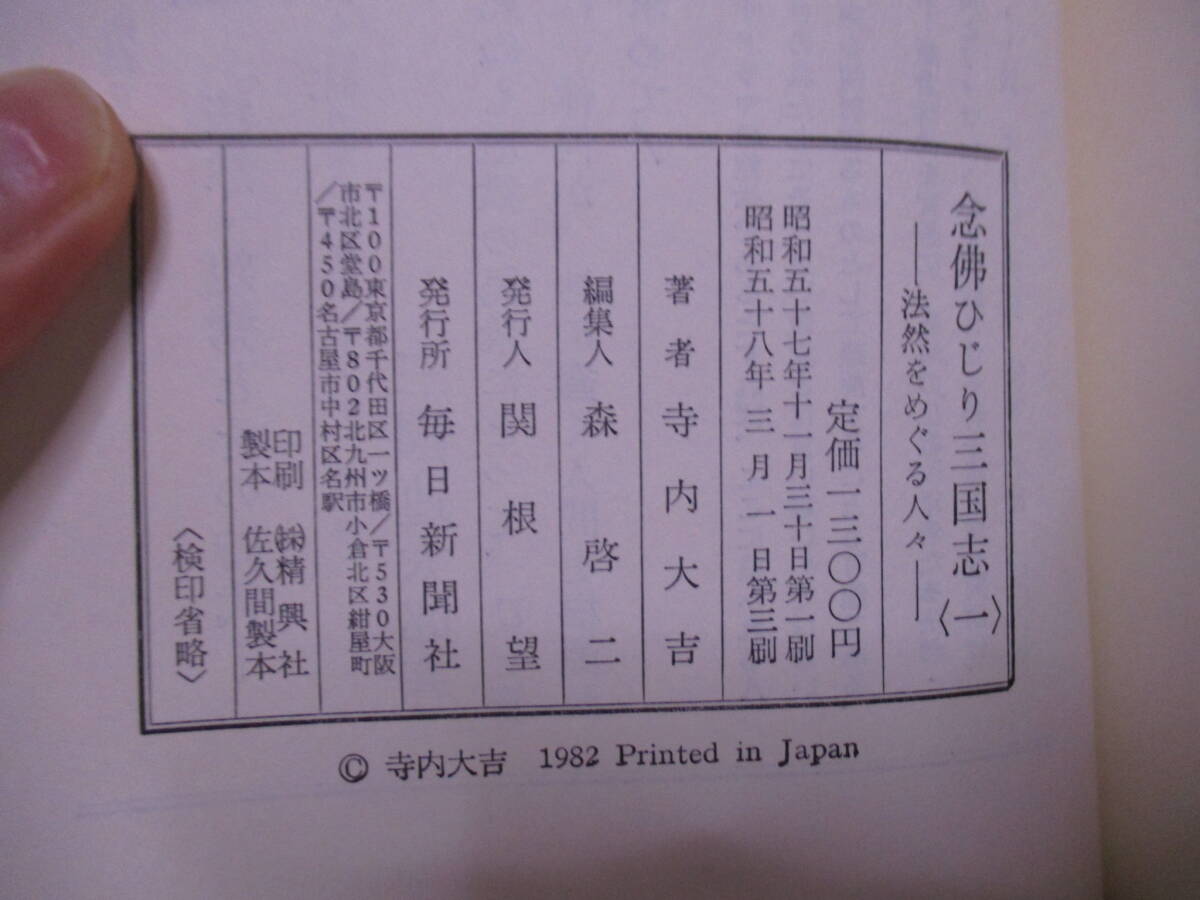 念佛ひじり三国志〈一〉
──法然をめぐる人々──
定価一三〇〇円
昭和五十七年十一月三十日第一刷
昭和五十八年三月一日第三刷
著者 寺内大吉
編集人 森啓二
発行人 関根望
発行所 毎日新聞社
〒100東京都千代田区一ツ橋/〒530大阪
市北区堂島/〒802北九州市小倉北区紺屋町
/〒450名古屋市中村区名駅
印刷 ㈱精興社
製本 佐久間製本
〈検印省略〉
© 寺内大吉 1982 Printed in Japan